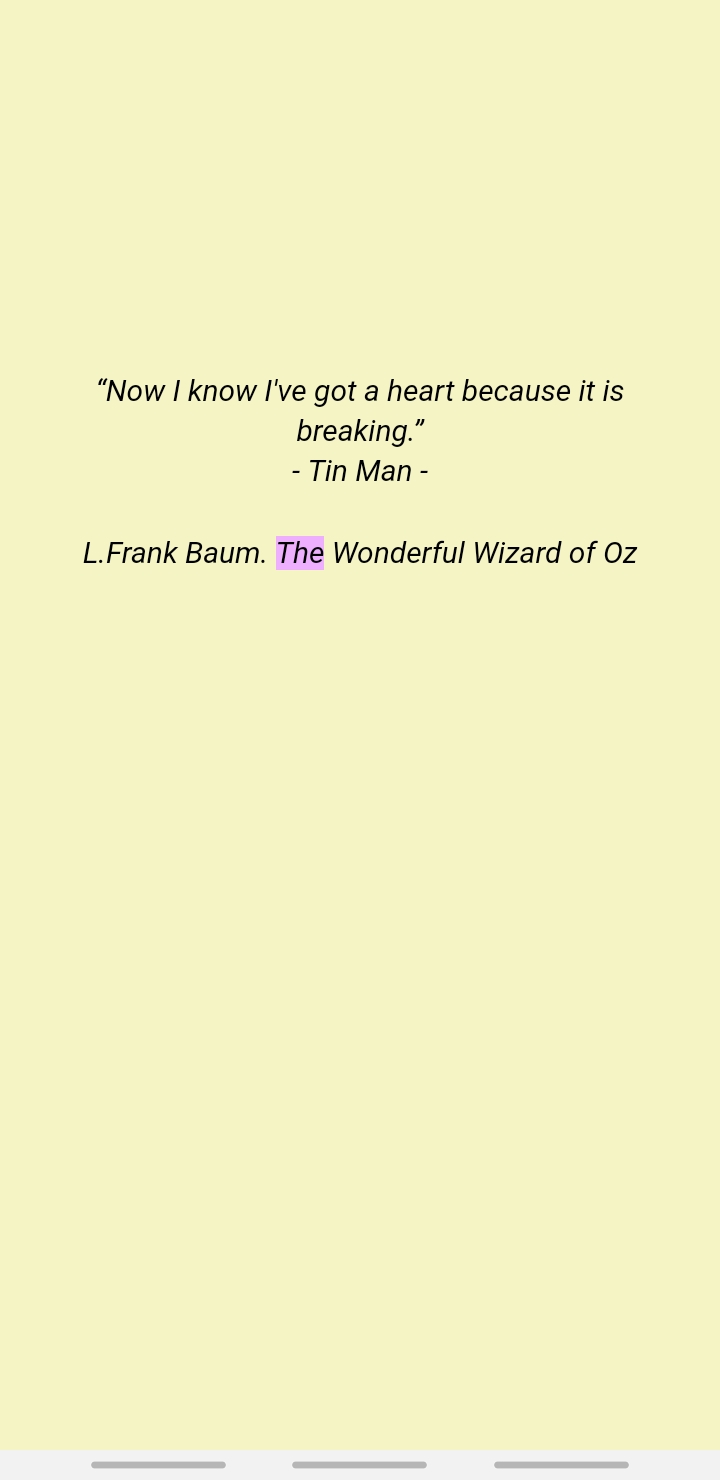 “Now I know I've got a heart because it is
breaking.”
- Tin Man -
L.Frank Baum. The Wonderful Wizard of Oz